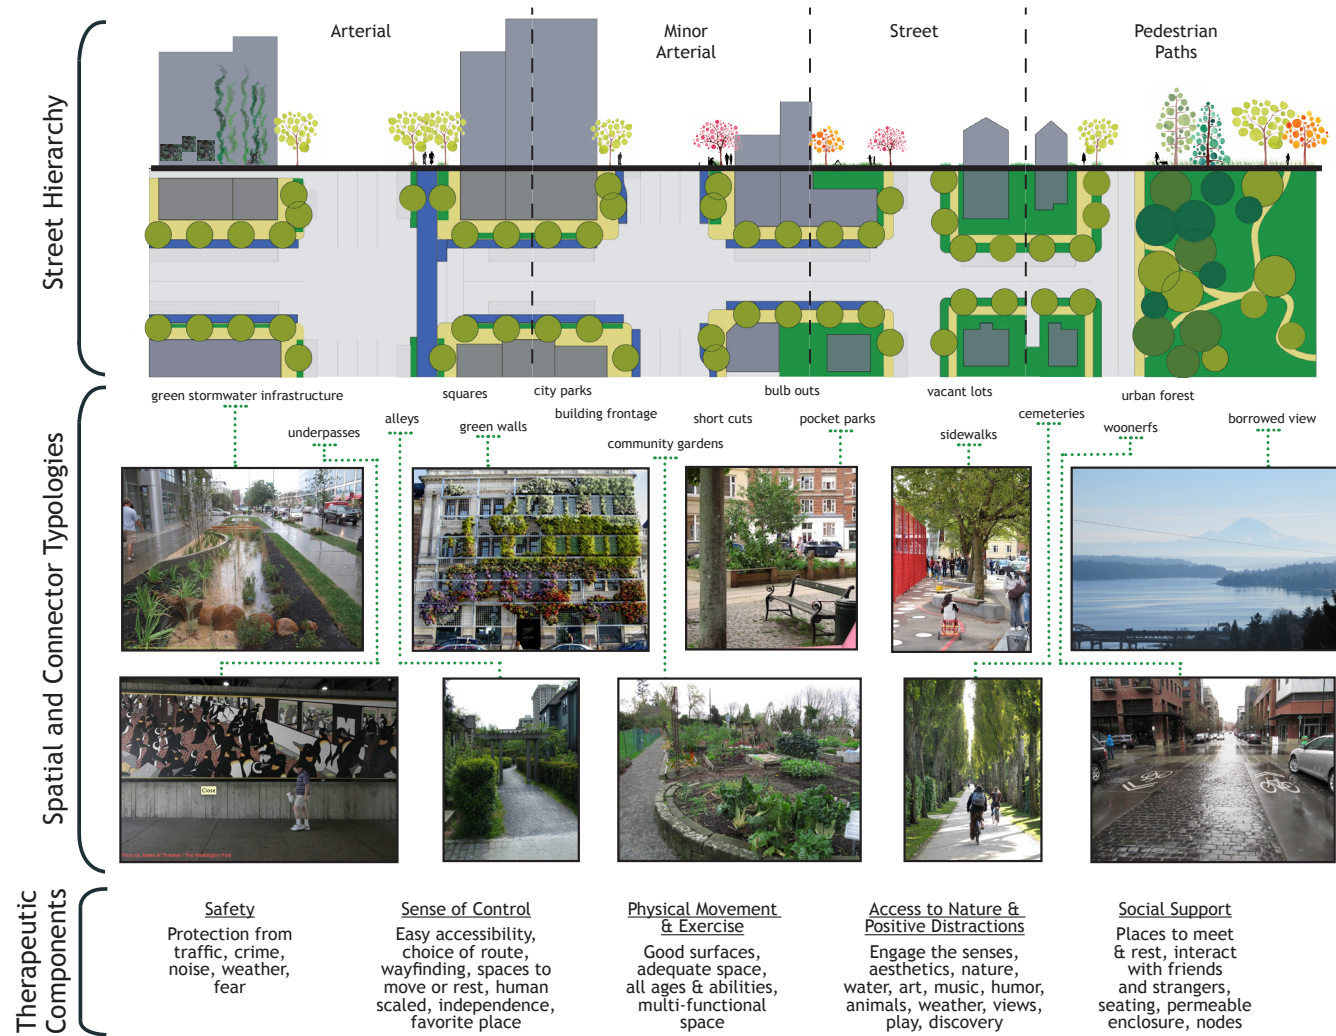 Street Hierarchy
Arterial
Minor
Arterial
Street
Pedestrian
Paths
Spatial and Connector Typologies
green stormwater infrastructure
squares
city parks
bulb outs
vacant lots
urban forest
underpasses
alleys
green walls
building frontage
community gardens
short cuts
pocket parks
sidewalks
cemeteries
woonerfs
borrowed view
Close
Therapeutic
Components
Safety
Protection from
traffic, crime,
noise, weather,
fear
Sense of Control
Easy accessibility,
choice of route,
wayfinding, spaces to
move or rest, human
scaled, independence,
favorite place
Physical Movement
& Exercise
Good surfaces,
adequate space,
all ages & abilities,
multi-functional
space
Access to Nature &
Positive Distractions
Engage the senses,
aesthetics, nature,
water, art, music, humor,
animals, weather, views,
play, discovery
Social Support
Places to meet
& rest, interact
with friends
and strangers,
seating, permeable
enclosure, nodes